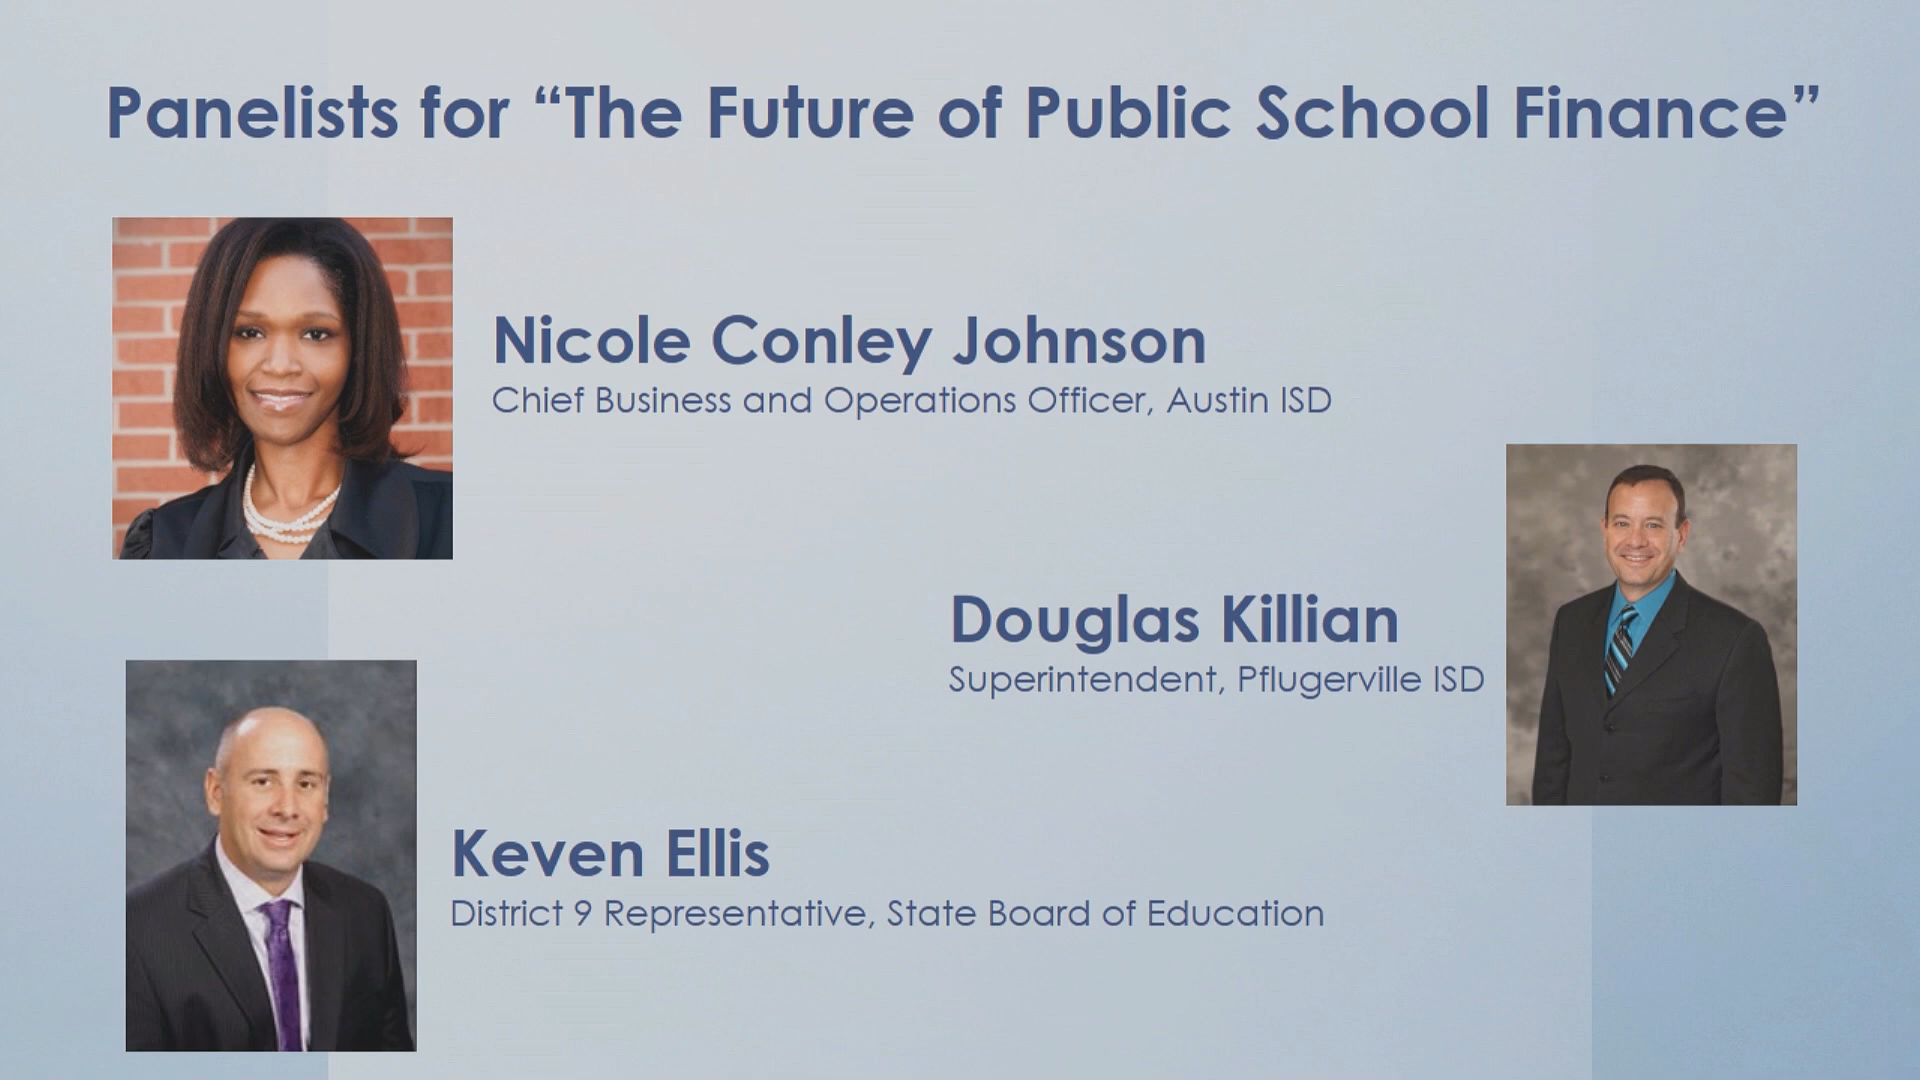 Panelists for “The Future of Public School Finance”
Nicole Conley Johnson
Chief Business and Operations Officer, Austin ISD
Douglas Killian
Superintendent, Pflugerville ISD
Keven Ellis
District 9 Representative, State Board of Education